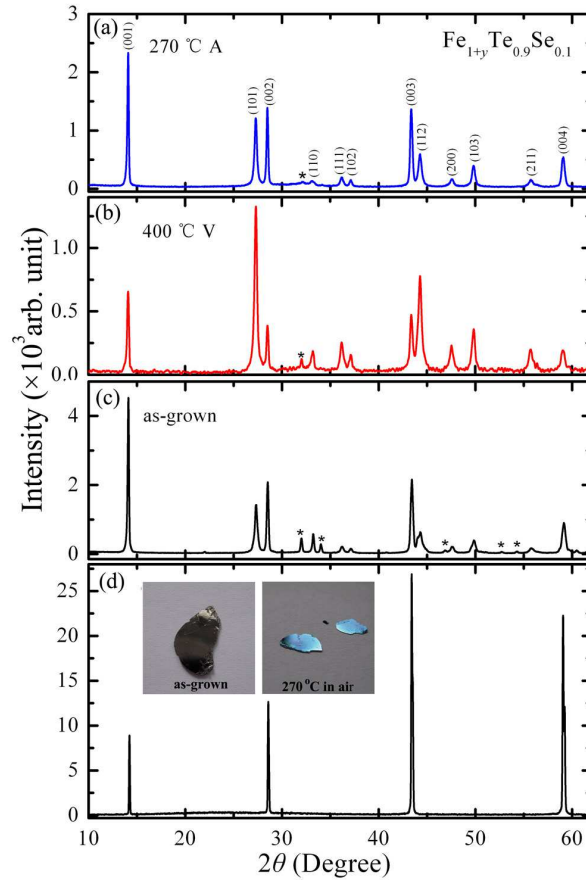 (a) 270 ℃ A Fe1+yTe0.9Se0.1
(001) (101) (002) * (110) (111) (102) (003) (112) (200) (103) (211) (004)
3
2
1
0
(b) 400 ℃ V
*
1.0
0.5
0.0
(c) as-grown
* * * * *
4
2
0
(d)
as-grown
270 °C in air
25
20
15
10
5
0
Intensity (×10³arb. unit)
10 20 30 40 50 60
2θ (Degree)